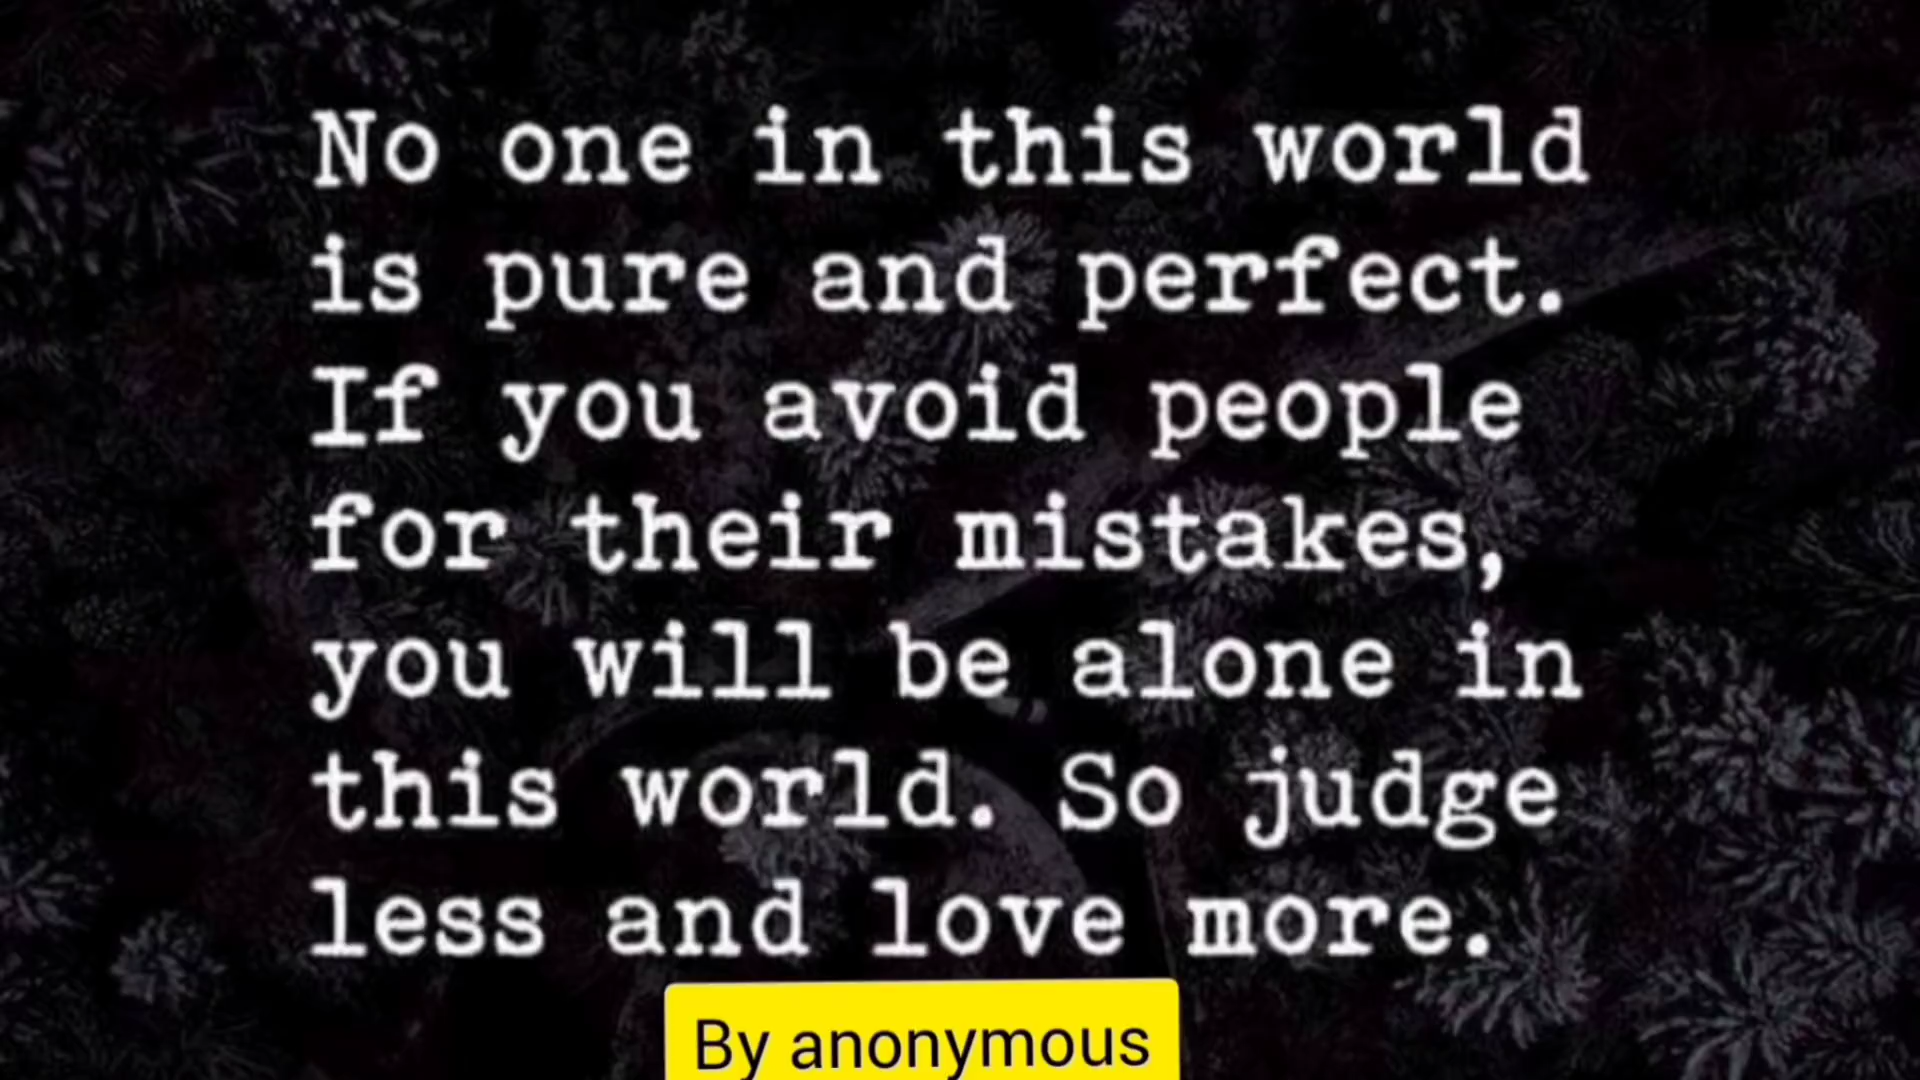 No one in this world
is pure and perfect.
If you avoid people
for their mistakes,
you will be alone in
this world. So judge
less and love more.
By anonymous